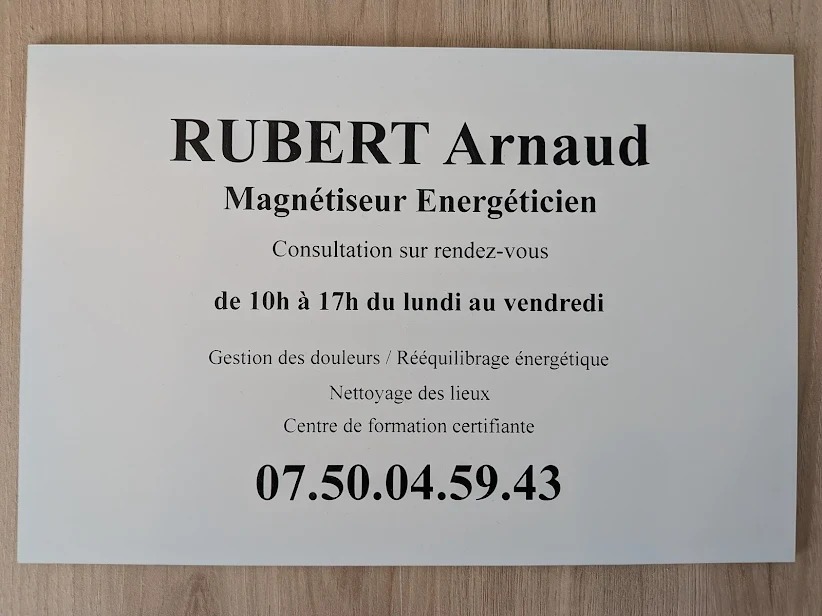 RUBERT Arnaud
Magnétiseur Energéticien
Consultation sur rendez-vous
de 10h à 17h du lundi au vendredi
Gestion des douleurs / Rééquilibrage énergétique
Nettoyage des lieux
Centre de formation certifiante
07.50.04.59.43